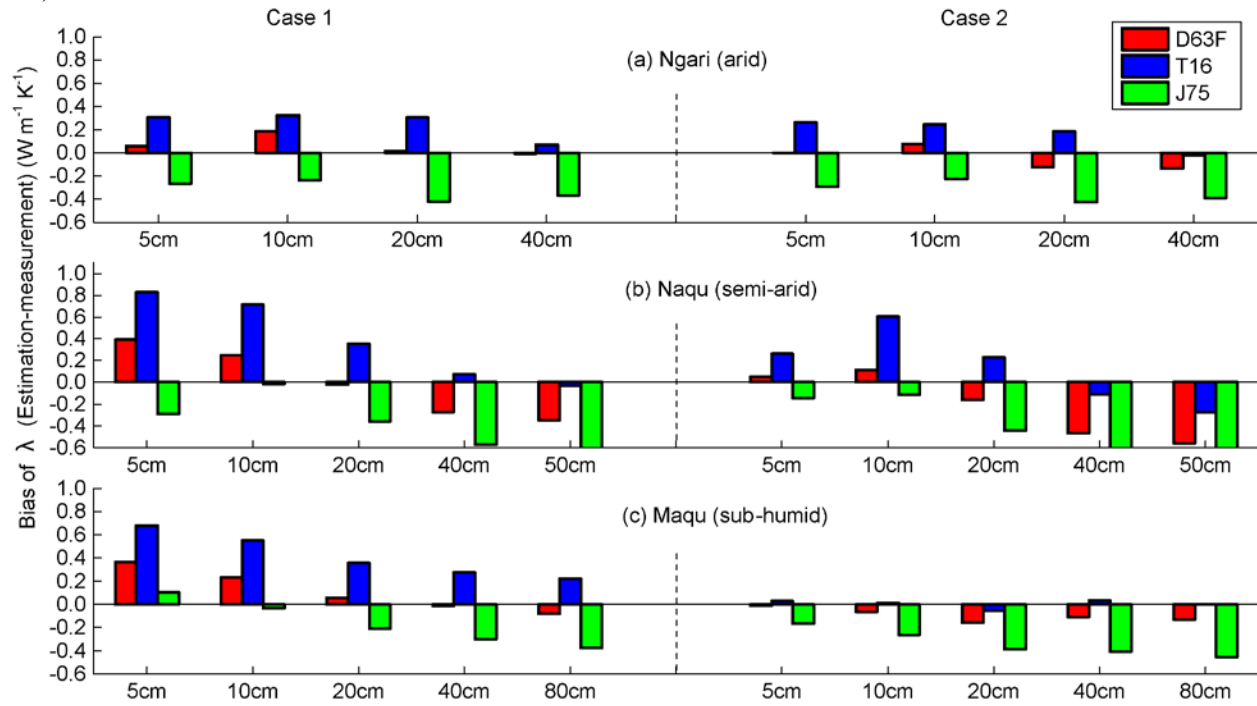 Case 1
Case 2
D63F
T16
J75
Bias of λ (Estimation-measurement) (W m⁻¹ K⁻¹)
(a) Ngari (arid)
1.0
0.8
0.6
0.4
0.2
0.0
-0.2
-0.4
-0.6
5cm 10cm 20cm 40cm 5cm 10cm 20cm 40cm
(b) Naqu (semi-arid)
1.0
0.8
0.6
0.4
0.2
0.0
-0.2
-0.4
-0.6
5cm 10cm 20cm 40cm 50cm 5cm 10cm 20cm 40cm 50cm
(c) Maqu (sub-humid)
1.0
0.8
0.6
0.4
0.2
0.0
-0.2
-0.4
-0.6
5cm 10cm 20cm 40cm 80cm 5cm 10cm 20cm 40cm 80cm